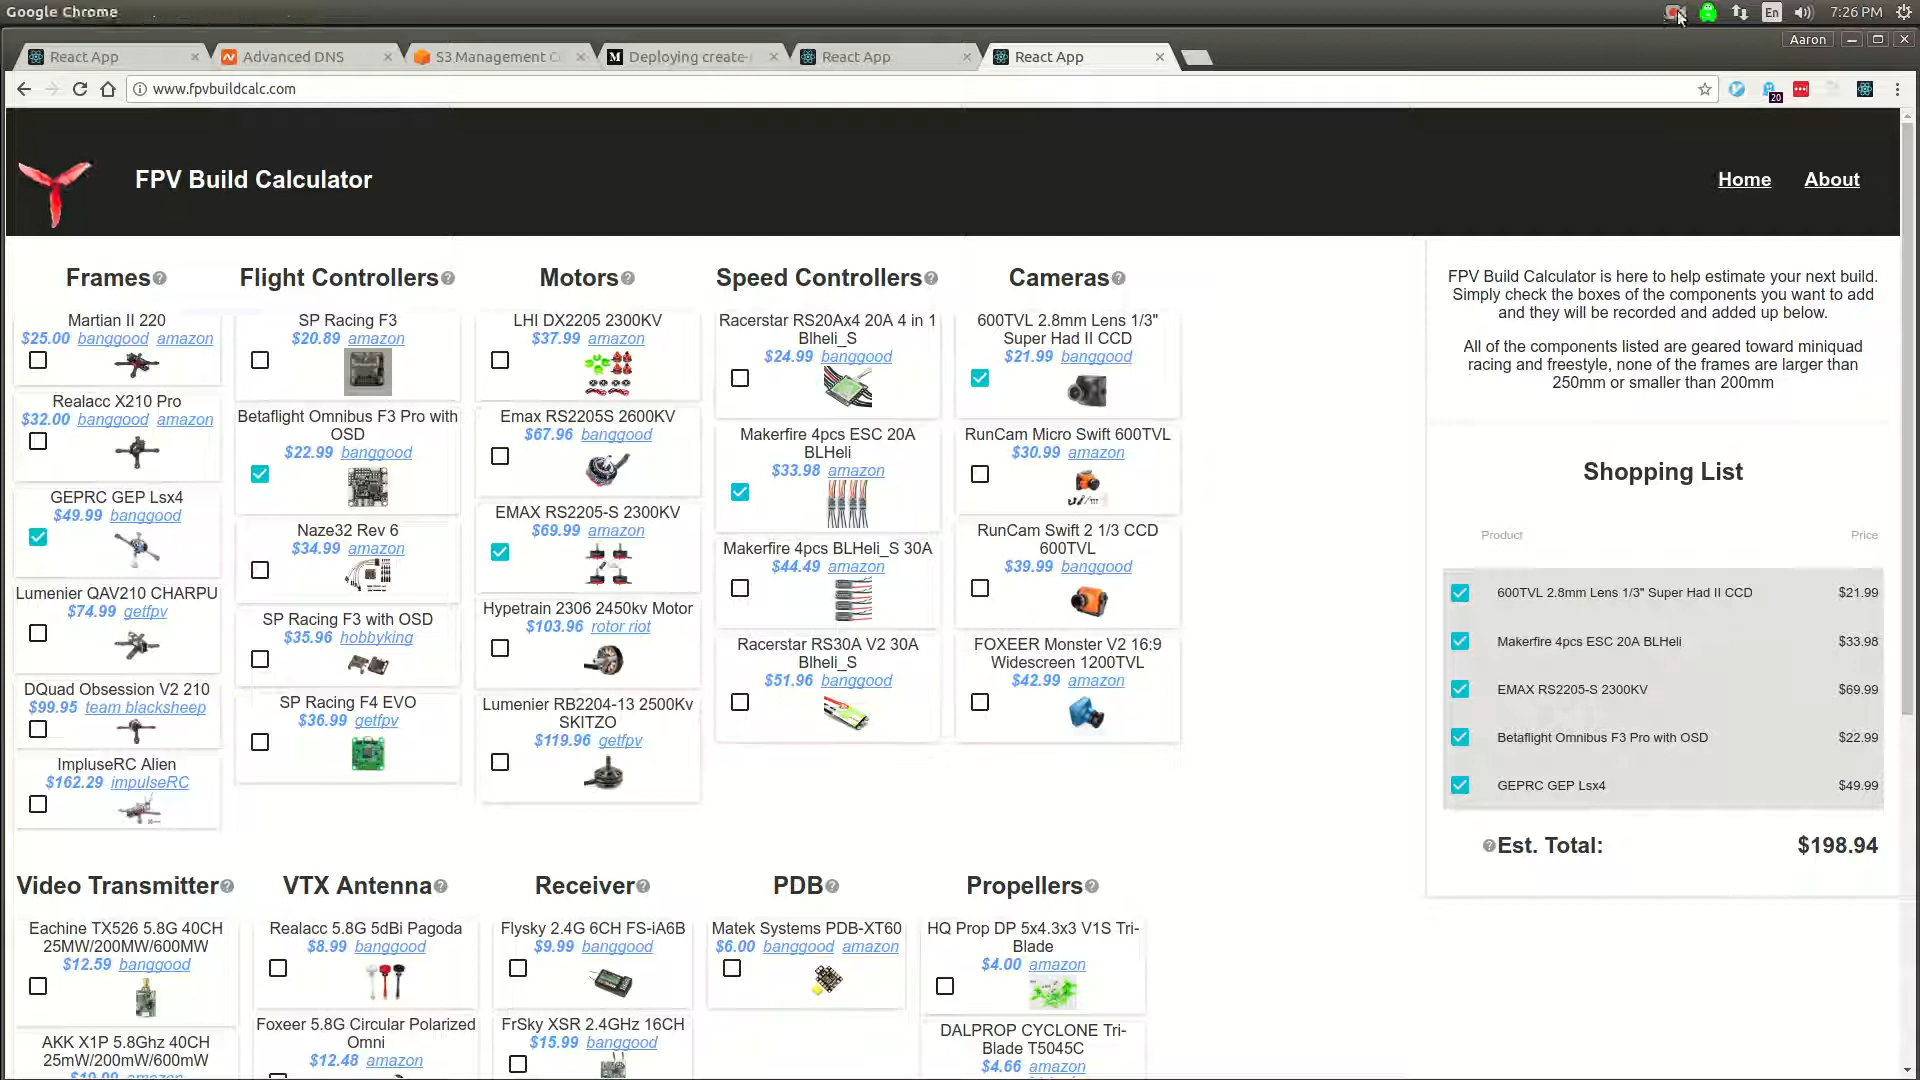 Google Chrome
En
7:26 PM
React App
Advanced DNS
S3 Management C
M Deploying create-
React App
React App
Aaron
www.fpvbuildcalc.com
20
FPV Build Calculator
Home
About
Frames
Martian II 220
$25.00 banggood amazon
Realacc X210 Pro
$32.00 banggood amazon
GEPRC GEP Lsx4
$49.99 banggood
Lumenier QAV210 CHARPU
$74.99 getfpv
DQuad Obsession V2 210
$99.95 team blacksheep
ImpluseRC Alien
$162.29 impulseRC
Flight Controllers
SP Racing F3
$20.89 amazon
Betaflight Omnibus F3 Pro with
OSD
$22.99 banggood
Naze32 Rev 6
$34.99 amazon
SP Racing F3 with OSD
$35.96 hobbyking
SP Racing F4 EVO
$36.99 getfpv
Motors
LHI DX2205 2300KV
$37.99 amazon
Emax RS2205S 2600KV
$67.96 banggood
EMAX RS2205-S 2300KV
$69.99 amazon
Hypetrain 2306 2450kv Motor
$103.96 rotor riot
Lumenier RB2204-13 2500Kv
SKITZO
$119.96 getfpv
Speed Controllers
Racerstar RS20Ax4 20A 4 in 1
Blheli_S
$24.99 banggood
Makerfire 4pcs ESC 20A
BLHeli
$33.98 amazon
Makerfire 4pcs BLHeli_S 30A
$44.49 amazon
Racerstar RS30A V2 30A
Blheli_S
$51.96 banggood
Cameras
600TVL 2.8mm Lens 1/3"
Super Had II CCD
$21.99 banggood
RunCam Micro Swift 600TVL
$30.99 amazon
RunCam Swift 2 1/3 CCD
600TVL
$39.99 banggood
FOXEER Monster V2 16:9
Widescreen 1200TVL
$42.99 amazon
FPV Build Calculator is here to help estimate your next build.
Simply check the boxes of the components you want to add
and they will be recorded and added up below.
All of the components listed are geared toward miniquad
racing and freestyle, none of the frames are larger than
250mm or smaller than 200mm
Shopping List
Product Price
600TVL 2.8mm Lens 1/3" Super Had II CCD $21.99
Makerfire 4pcs ESC 20A BLHeli $33.98
EMAX RS2205-S 2300KV $69.99
Betaflight Omnibus F3 Pro with OSD $22.99
GEPRC GEP Lsx4 $49.99
Est. Total: $198.94
Video Transmitter
Eachine TX526 5.8G 40CH
25MW/200MW/600MW
$12.59 banggood
AKK X1P 5.8Ghz 40CH
25mW/200mW/600mW
amazon
VTX Antenna
Realacc 5.8G 5dBi Pagoda
$8.99 banggood
Foxeer 5.8G Circular Polarized
Omni
$12.48 amazon
Receiver
Flysky 2.4G 6CH FS-iA6B
$9.99 banggood
FrSky XSR 2.4GHz 16CH
$15.99 banggood
PDB
Matek Systems PDB-XT60
$6.00 banggood amazon
Propellers
HQ Prop DP 5x4.3x3 V1S Tri-
Blade
$4.00 amazon
DALPROP CYCLONE Tri-
Blade T5045C
$4.66 amazon